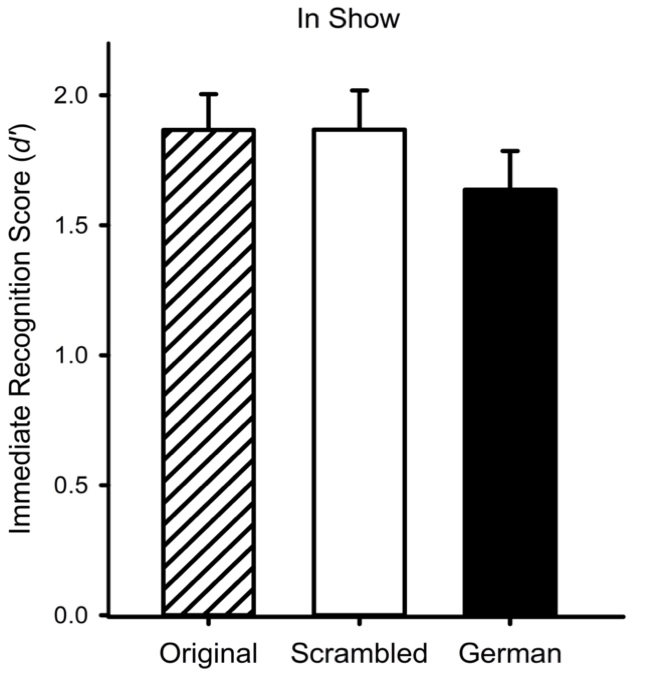 In Show
Immediate Recognition Score (d')
2.0
1.5
1.0
0.5
0.0
Original Scrambled German